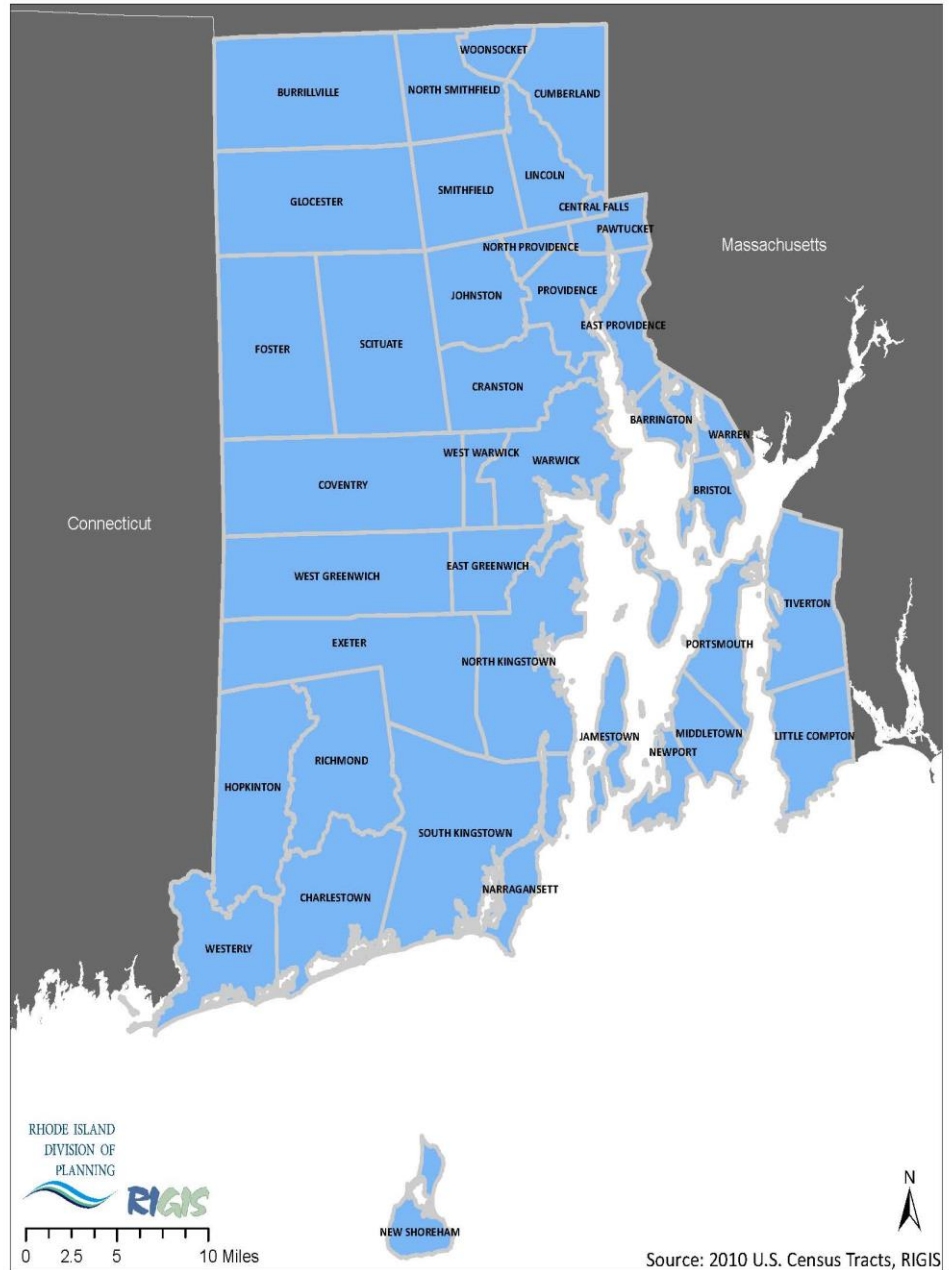 WOONSOCKET
BURRILLVILLE
NORTH SMITHFIELD
CUMBERLAND
LINCOLN
SMITHFIELD
GLOCESTER
CENTRAL FALLS
PAWTUCKET
NORTH PROVIDENCE
Massachusetts
JOHNSTON
PROVIDENCE
EAST PROVIDENCE
FOSTER
SCITUATE
CRANSTON
BARRINGTON
WARREN
WEST WARWICK
WARWICK
COVENTRY
BRISTOL
Connecticut
EAST GREENWICH
WEST GREENWICH
TIVERTON
EXETER
PORTSMOUTH
NORTH KINGSTOWN
JAMESTOWN
MIDDLETOWN
LITTLE COMPTON
NEWPORT
RICHMOND
HOPKINTON
SOUTH KINGSTOWN
NARRAGANSETT
CHARLESTOWN
WESTERLY
RHODE ISLAND
DIVISION OF
PLANNING
RIGIS
NEW SHOREHAM
N
0 2.5 5 10 Miles
Source: 2010 U.S. Census Tracts, RIGIS